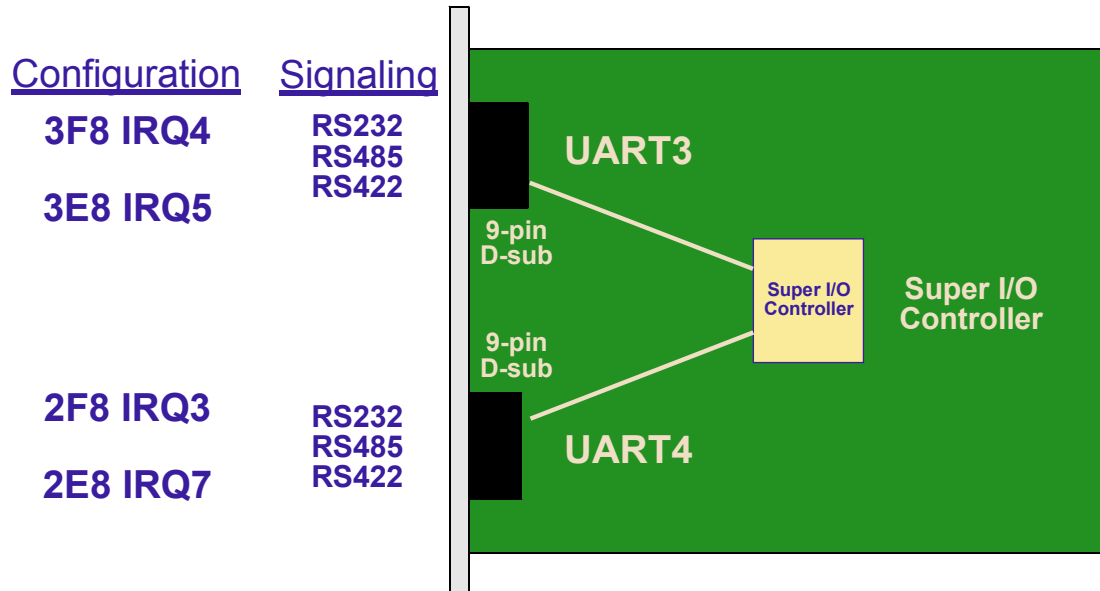 Configuration
Signaling
3F8 IRQ4
3E8 IRQ5
RS232
RS485
RS422
UART3
9-pin
D-sub
Super I/O
Controller
Super I/O
Controller
9-pin
D-sub
2F8 IRQ3
2E8 IRQ7
RS232
RS485
RS422
UART4